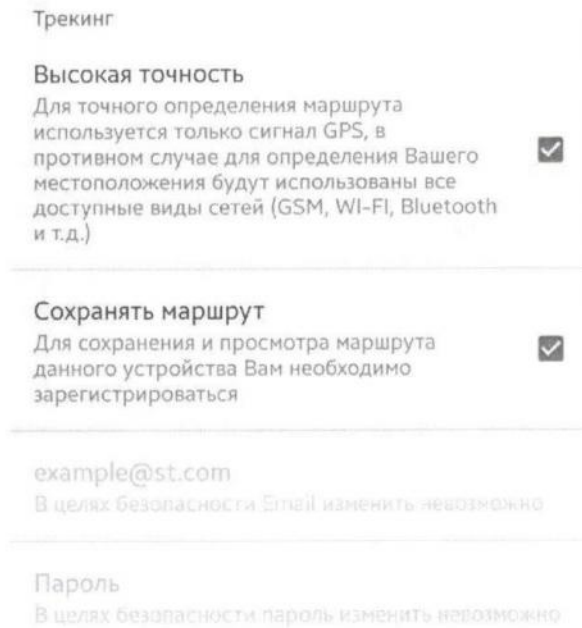 Трекинг
Высокая точность
Для точного определения маршрута
используется только сигнал GPS, в
противном случае для определения Вашего
местоположения будут использованы все
доступные виды сетей (GSM, WI-FI, Bluetooth
и т.д.)
Сохранять маршрут
Для сохранения и просмотра маршрута
данного устройства Вам необходимо
зарегистрироваться
example@st.com
В целях безопасности Email изменить невозможно
Пароль
В целях безопасности пароль изменить невозможно